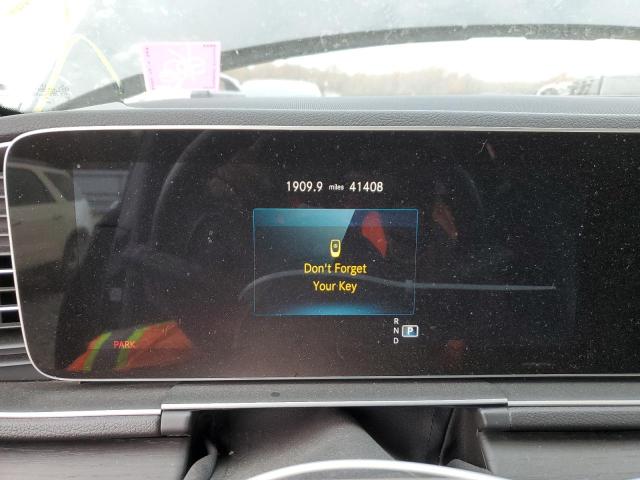 1909.9 miles 41408
Don't Forget
Your Key
R
N P
D
PARK